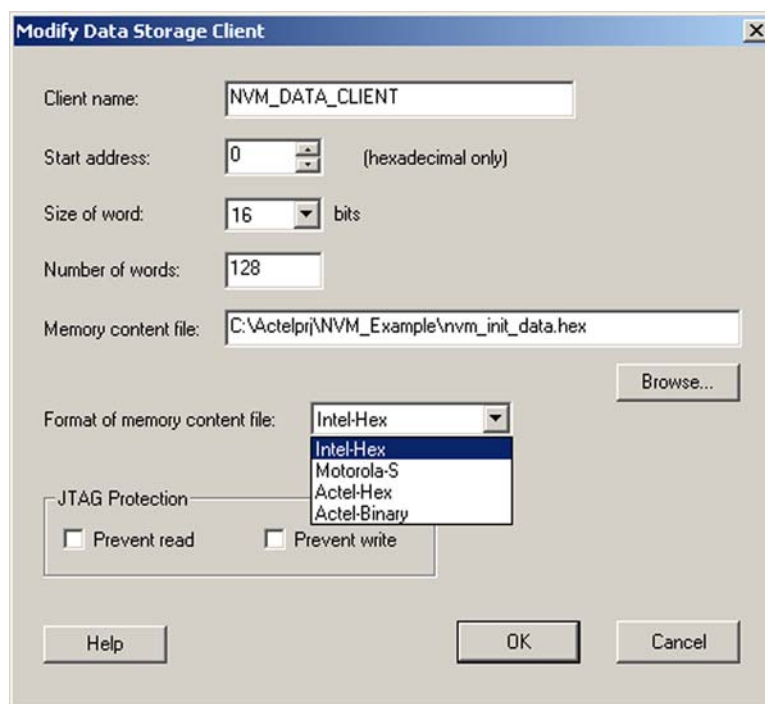 Modify Data Storage Client
Client name: NVM_DATA_CLIENT
Start address: 0 (hexadecimal only)
Size of word: 16 bits
Number of words: 128
Memory content file: C:\Actelprj\NVM_Example\nvm_init_data.hex
Browse...
Format of memory content file: Intel-Hex
Intel-Hex
Motorola-S
Actel-Hex
Actel-Binary
JTAG Protection
Prevent read Prevent write
Help OK Cancel